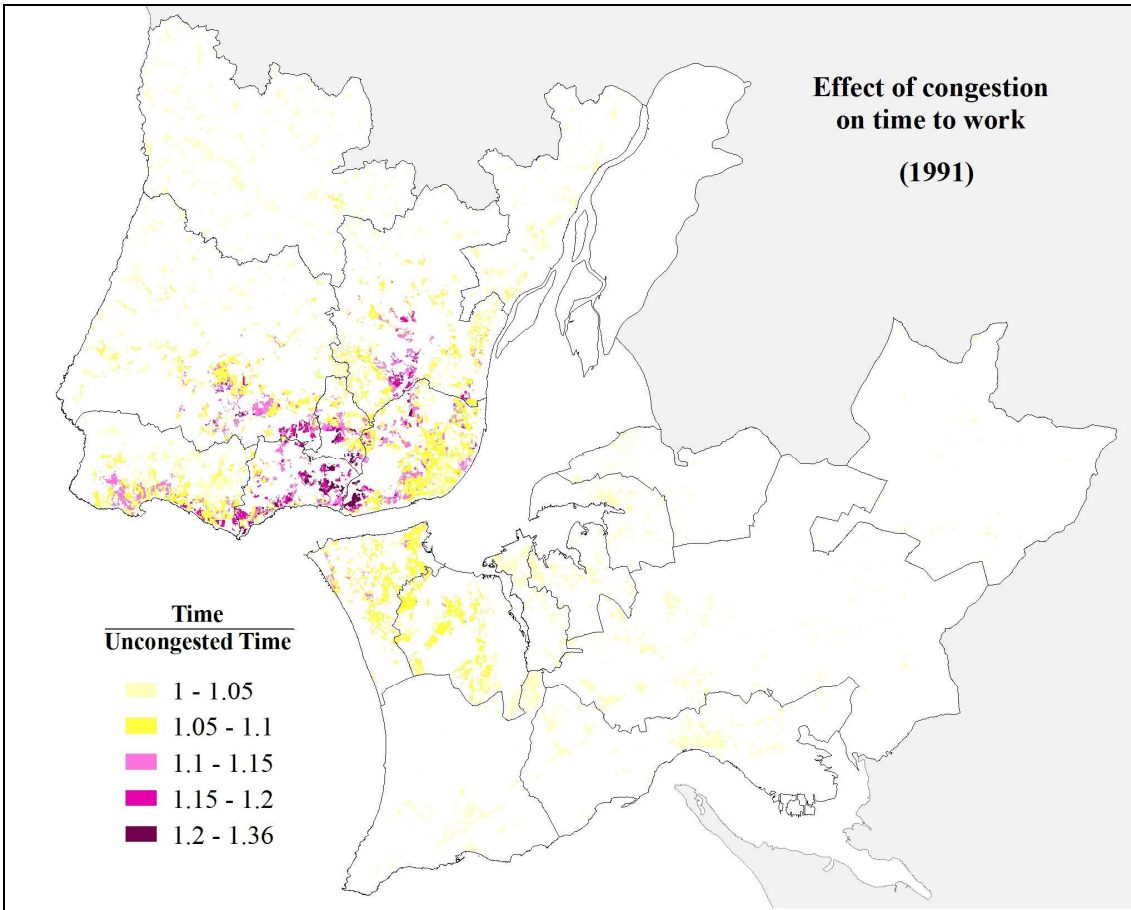 Effect of congestion
on time to work
(1991)
Time
Uncongested Time
1 - 1.05
1.05 - 1.1
1.1 - 1.15
1.15 - 1.2
1.2 - 1.36